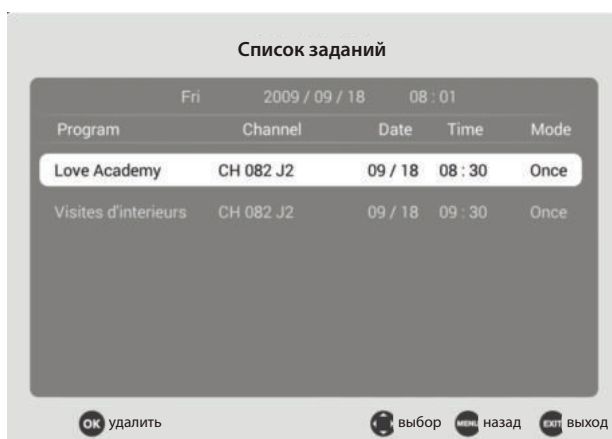 Список заданий
Fri 2009 / 09 / 18 08 : 01
Program Channel Date Time Mode
Love Academy CH 082 J2 09 / 18 08 : 30 Once
Visites d'interieurs CH 082 J2 09 / 18 09 : 30 Once
OK удалить выбор MENU назад EXIT выход